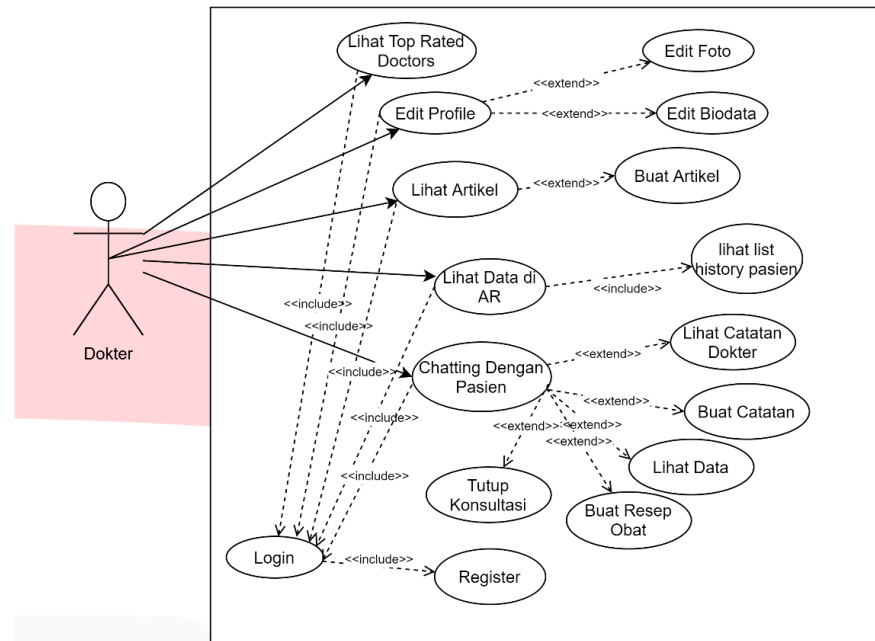 Lihat Top Rated
Doctors
Edit Foto
<<extend>>
Edit Profile
<<extend>>
Edit Biodata
Lihat Artikel
<<extend>>
Buat Artikel
lihat list
history pasien
Lihat Data di
AR
<<include>>
<<include>>
<<include>>
Dokter
Lihat Catatan
Dokter
<<extend>>
Chatting Dengan
Pasien
<<include>>
<<extend>>
Buat Catatan
<<include>>
<<extend>>
<<extend>>
<<extend>>
Lihat Data
<<include>>
Tutup
Konsultasi
Buat Resep
Obat
Login
<<include>>
Register